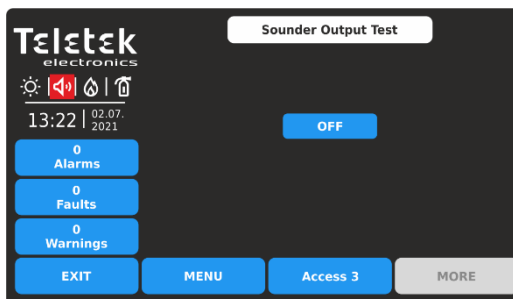 Teletek
electronics
Sounder Output Test
13:22
02.07.
2021
OFF
0
Alarms
0
Faults
0
Warnings
EXIT
MENU
Access 3
MORE